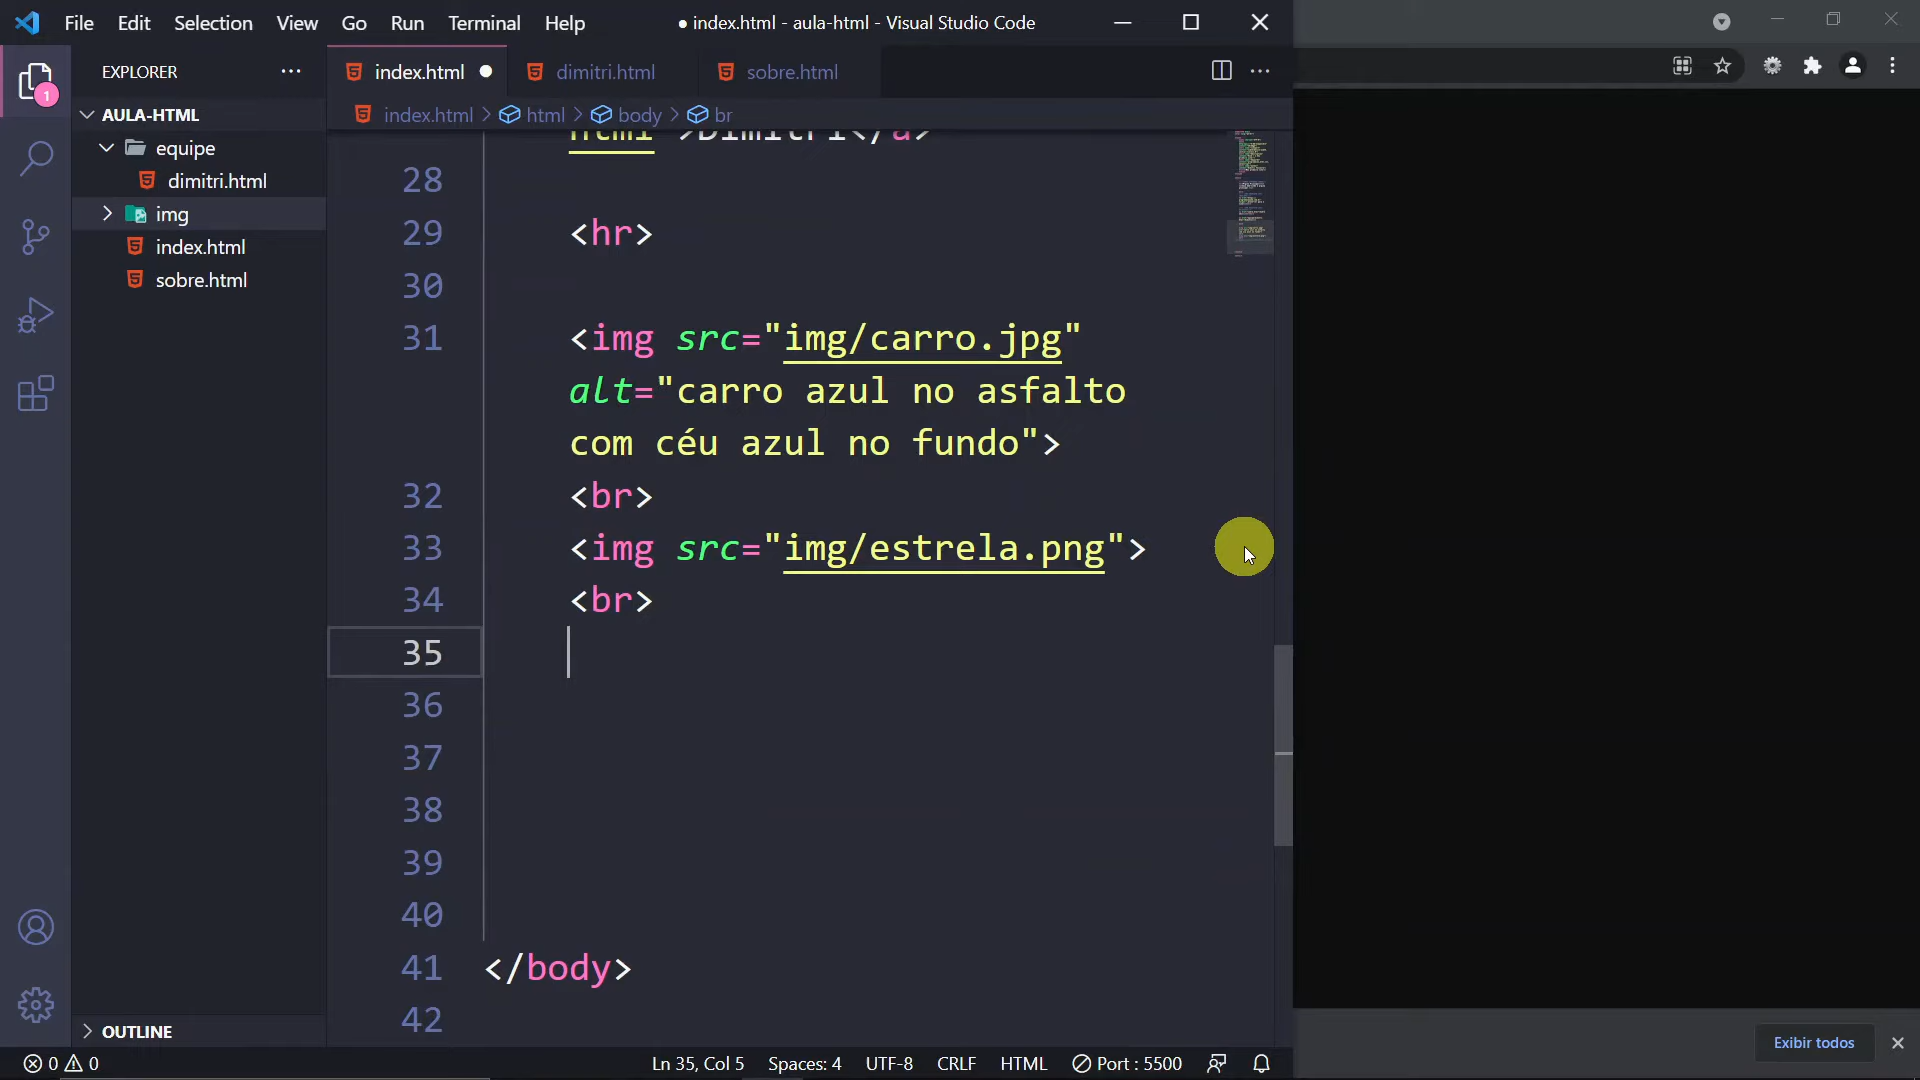 File Edit Selection View Go Run Terminal Help ● index.html - aula-html - Visual Studio Code
EXPLORER ...
1
AULA-HTML
equipe
dimitri.html
img
index.html
sobre.html
OUTLINE
index.html ● dimitri.html sobre.html
index.html > html > body > br
html">Dimitri</a>
28
29 <hr>
30
31 <img src="img/carro.jpg"
alt="carro azul no asfalto
com céu azul no fundo">
32 <br>
33 <img src="img/estrela.png">
34 <br>
35
36
37
38
39
40
41 </body>
42
0 0 Ln 35, Col 5 Spaces: 4 UTF-8 CRLF HTML Port : 5500
Exibir todos